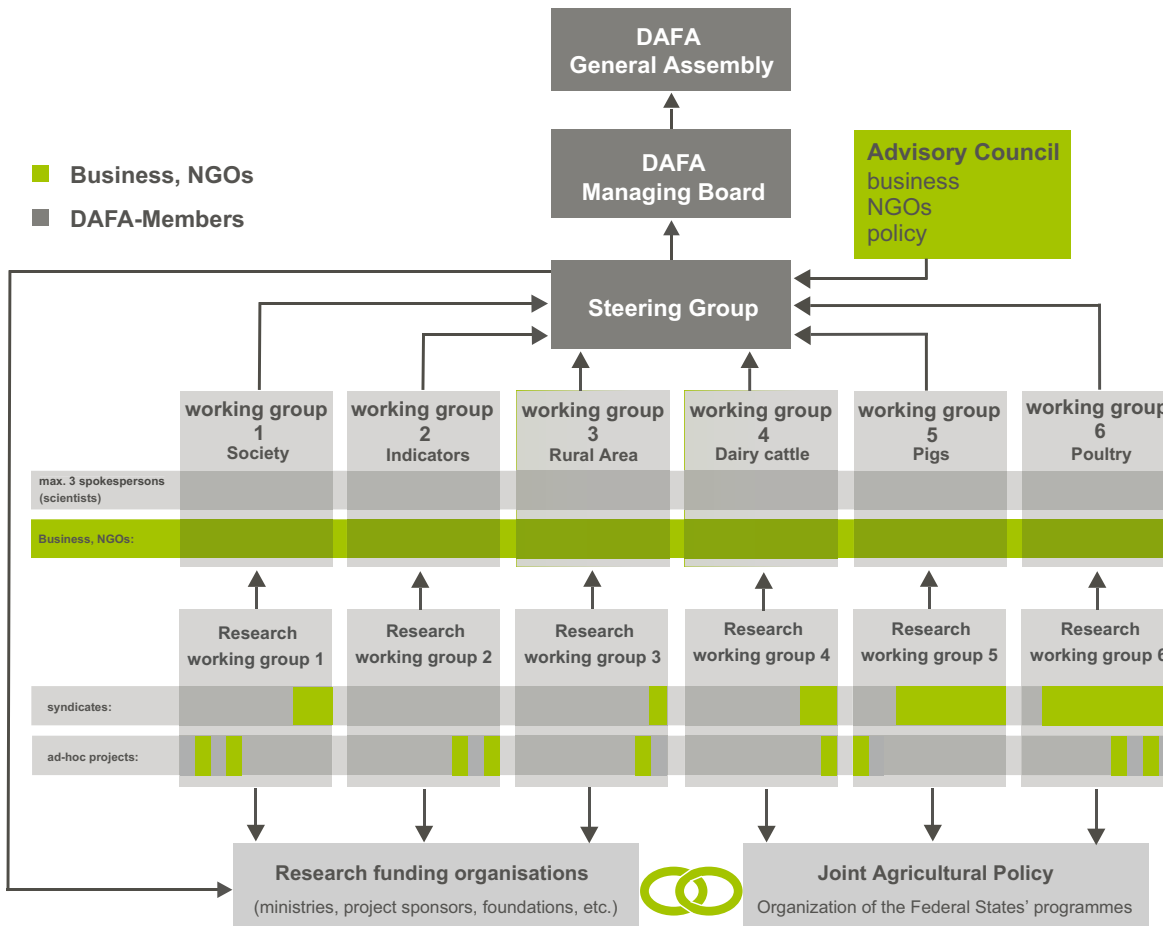 DAFA
General Assembly
DAFA
Managing Board
Advisory Council
business
NGOs
policy
Business, NGOs
DAFA-Members
Steering Group
working group
1
Society
working group
2
Indicators
working group
3
Rural Area
working group
4
Dairy cattle
working group
5
Pigs
working group
6
Poultry
max. 3 spokespersons
(scientists)
Business, NGOs:
Research
working group 1
Research
working group 2
Research
working group 3
Research
working group 4
Research
working group 5
Research
working group 6
syndicates:
ad-hoc projects:
Research funding organisations
(ministries, project sponsors, foundations, etc.)
Joint Agricultural Policy
Organization of the Federal States' programmes